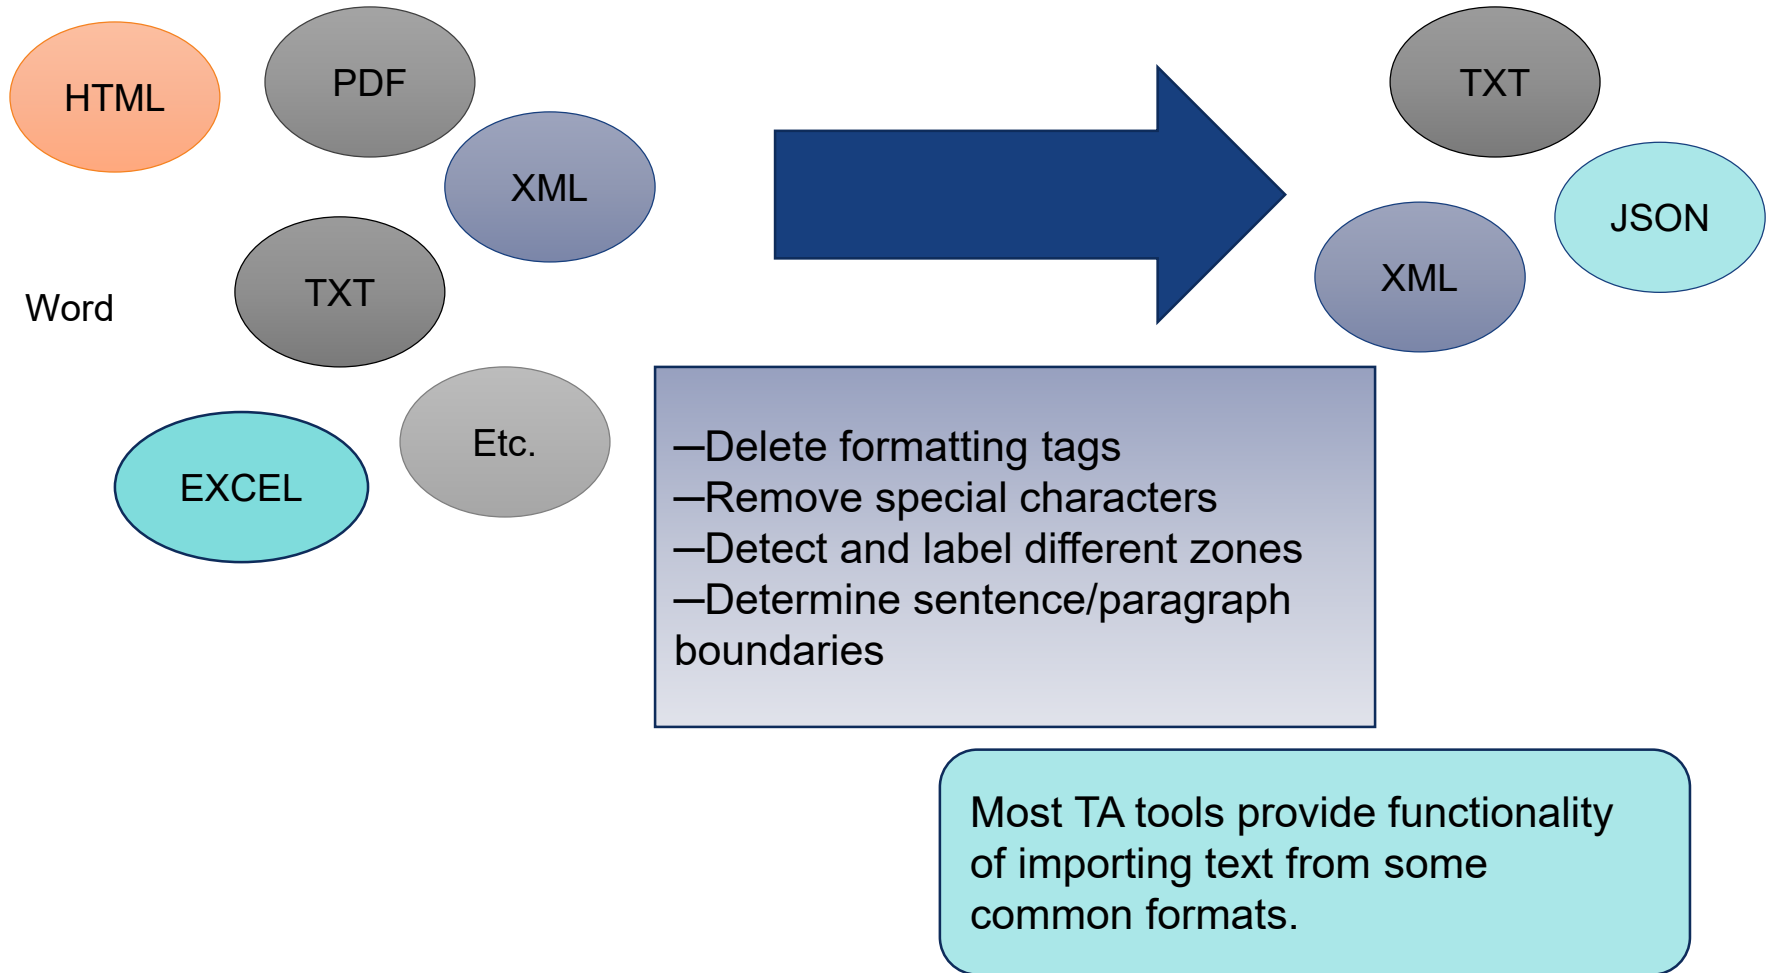 HTML
PDF
XML
TXT
Word
EXCEL
Etc.
TXT
JSON
XML
—Delete formatting tags
—Remove special characters
—Detect and label different zones
—Determine sentence/paragraph
boundaries
Most TA tools provide functionality
of importing text from some
common formats.